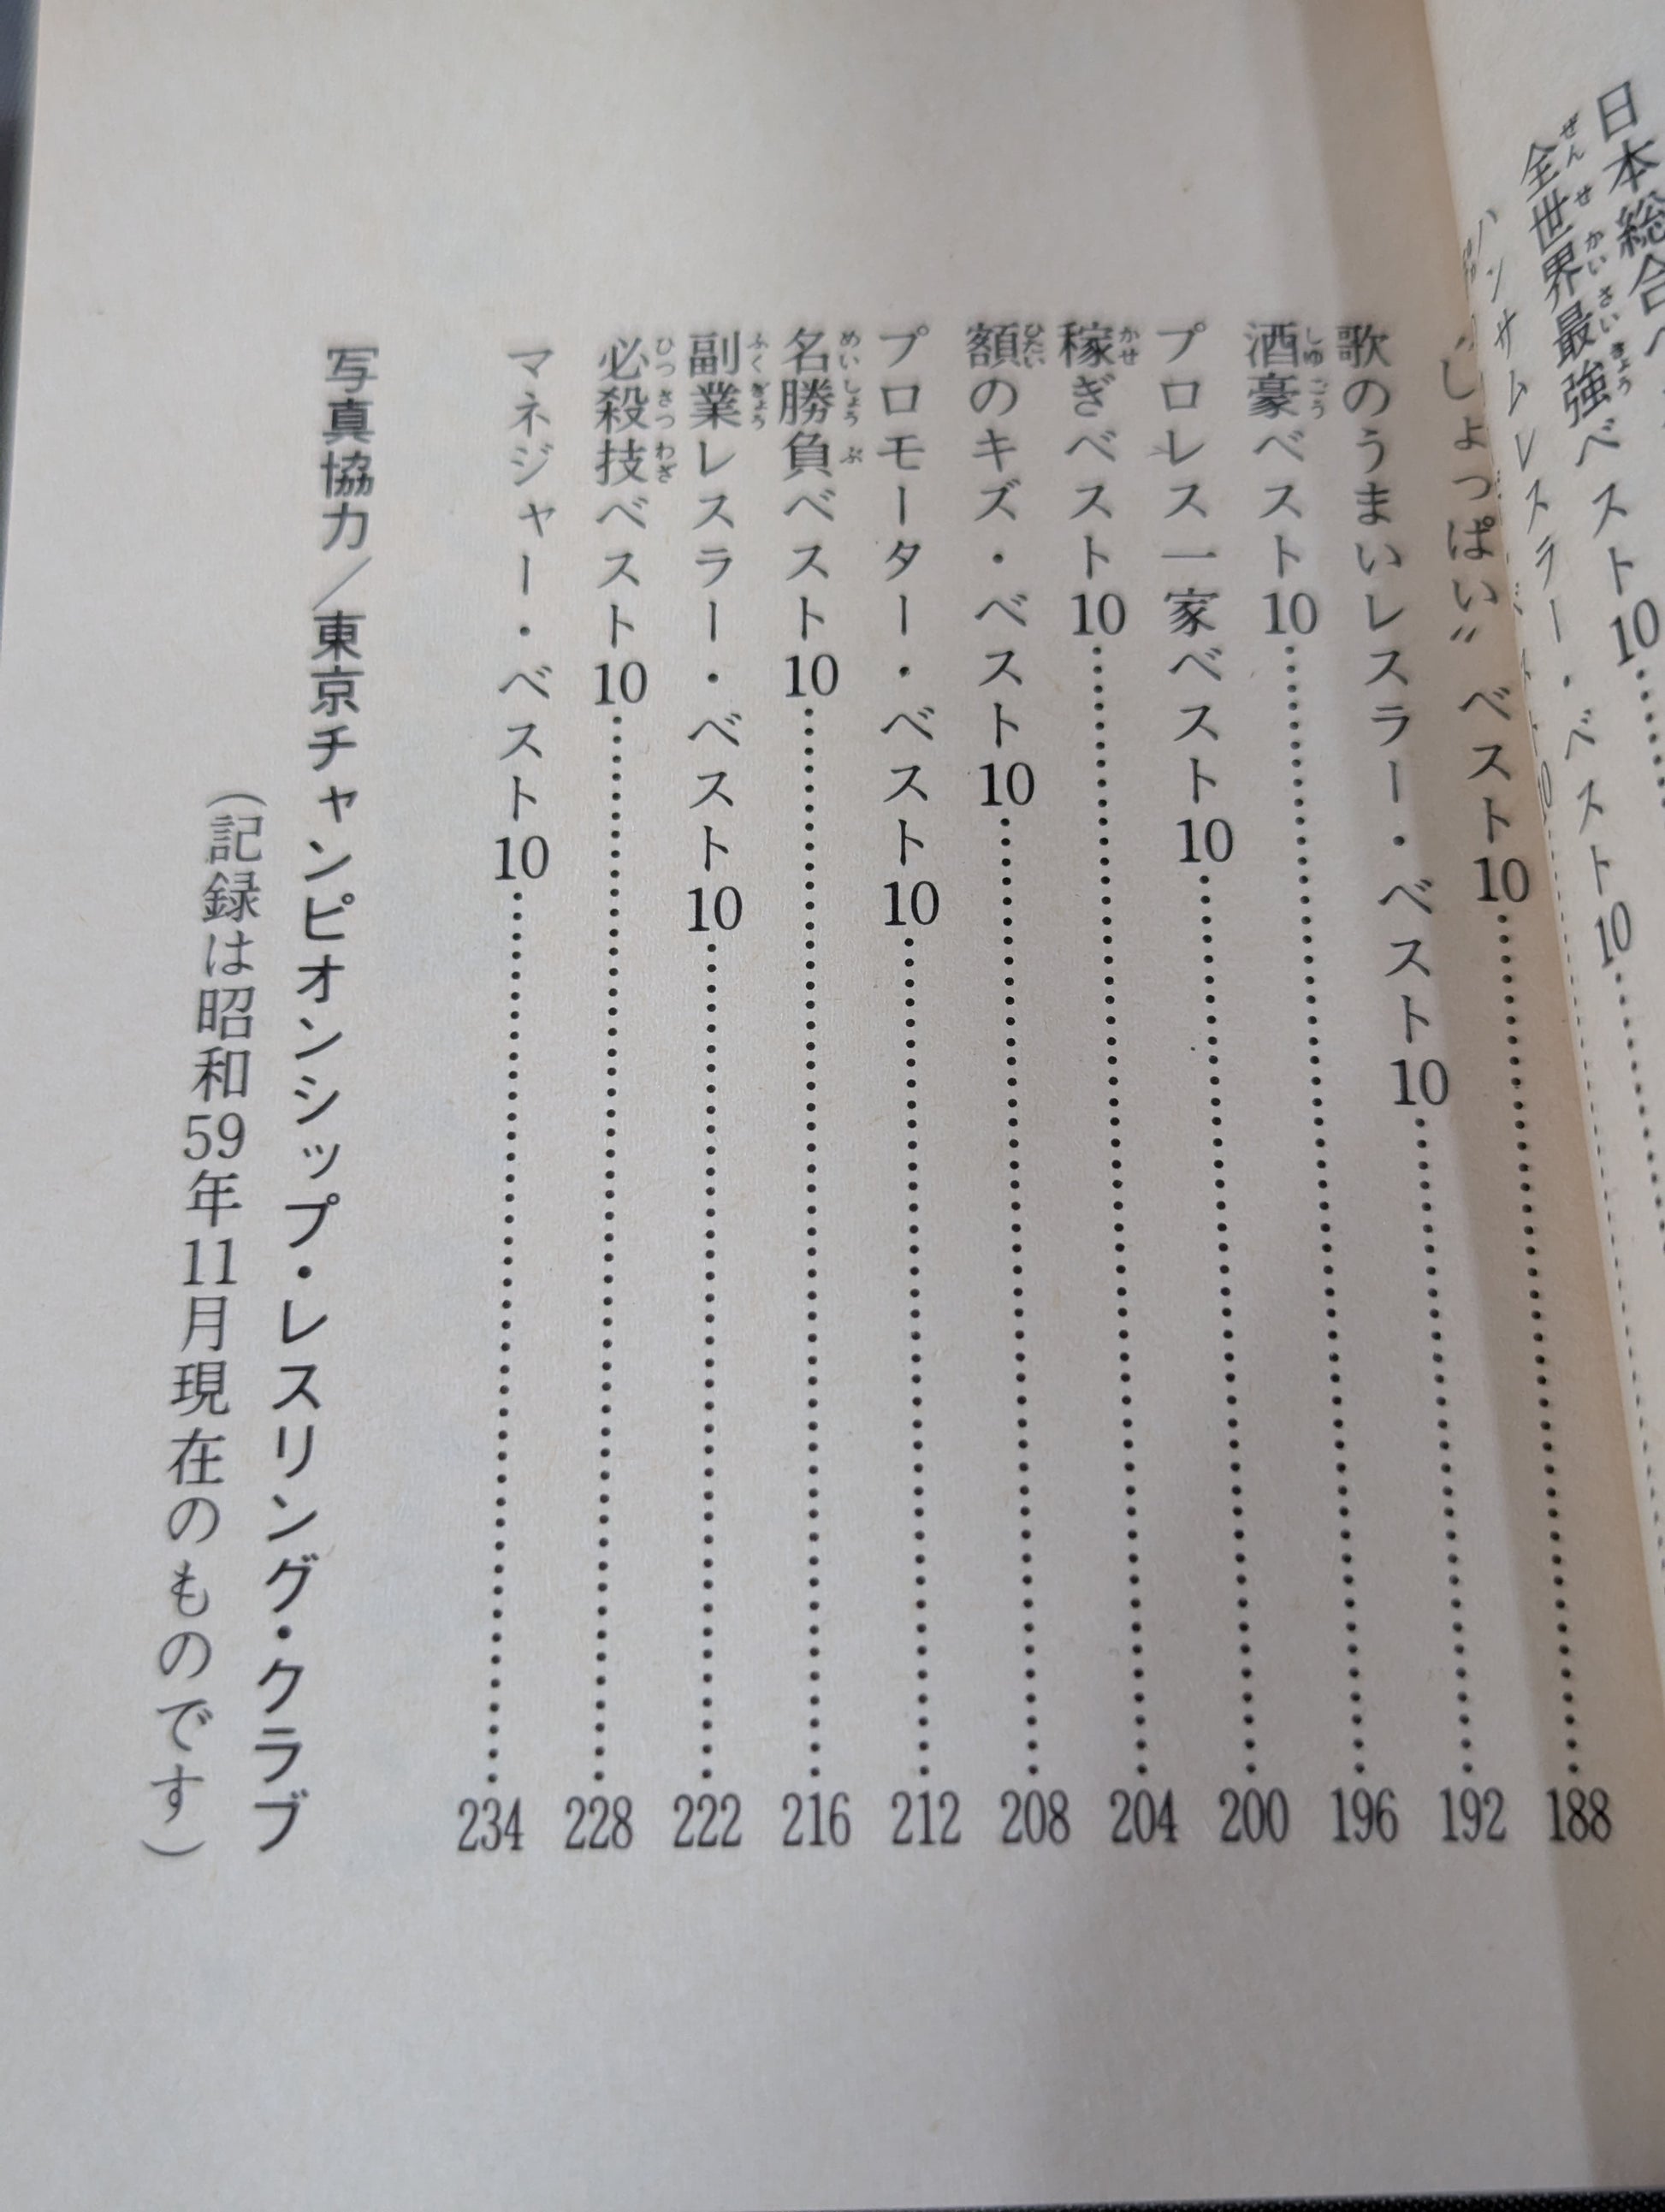 日本総合
全世界最強ベスト10
ハンサムレスラー・ベスト10
〝しょっぱい〟ベスト10……188
歌のうまいレスラー・ベスト10……192
酒豪ベスト10……196
プロレス一家ベスト10……200
稼ぎベスト10……204
額のキズ・ベスト10……208
プロモーター・ベスト10……212
名勝負ベスト10……216
副業レスラー・ベスト10……222
必殺技ベスト10……228
マネジャー・ベスト10……234
写真協力/東京チャンピオンシップ・レスリング・クラブ
(記録は昭和59年11月現在のものです)